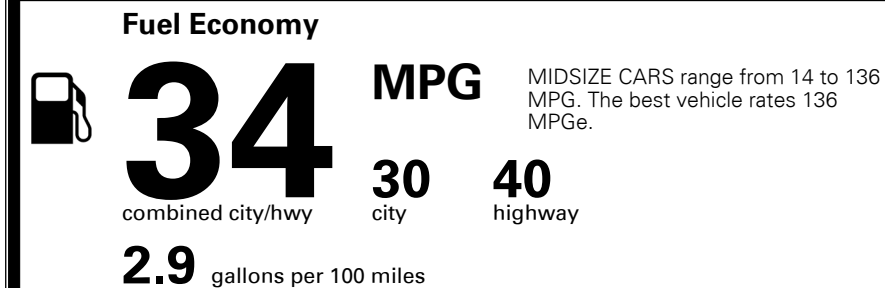 Fuel Economy
34 MPG
MIDSIZE CARS range from 14 to 136
MPG. The best vehicle rates 136
MPGe.
30 40
combined city/hwy city highway
2.9 gallons per 100 miles